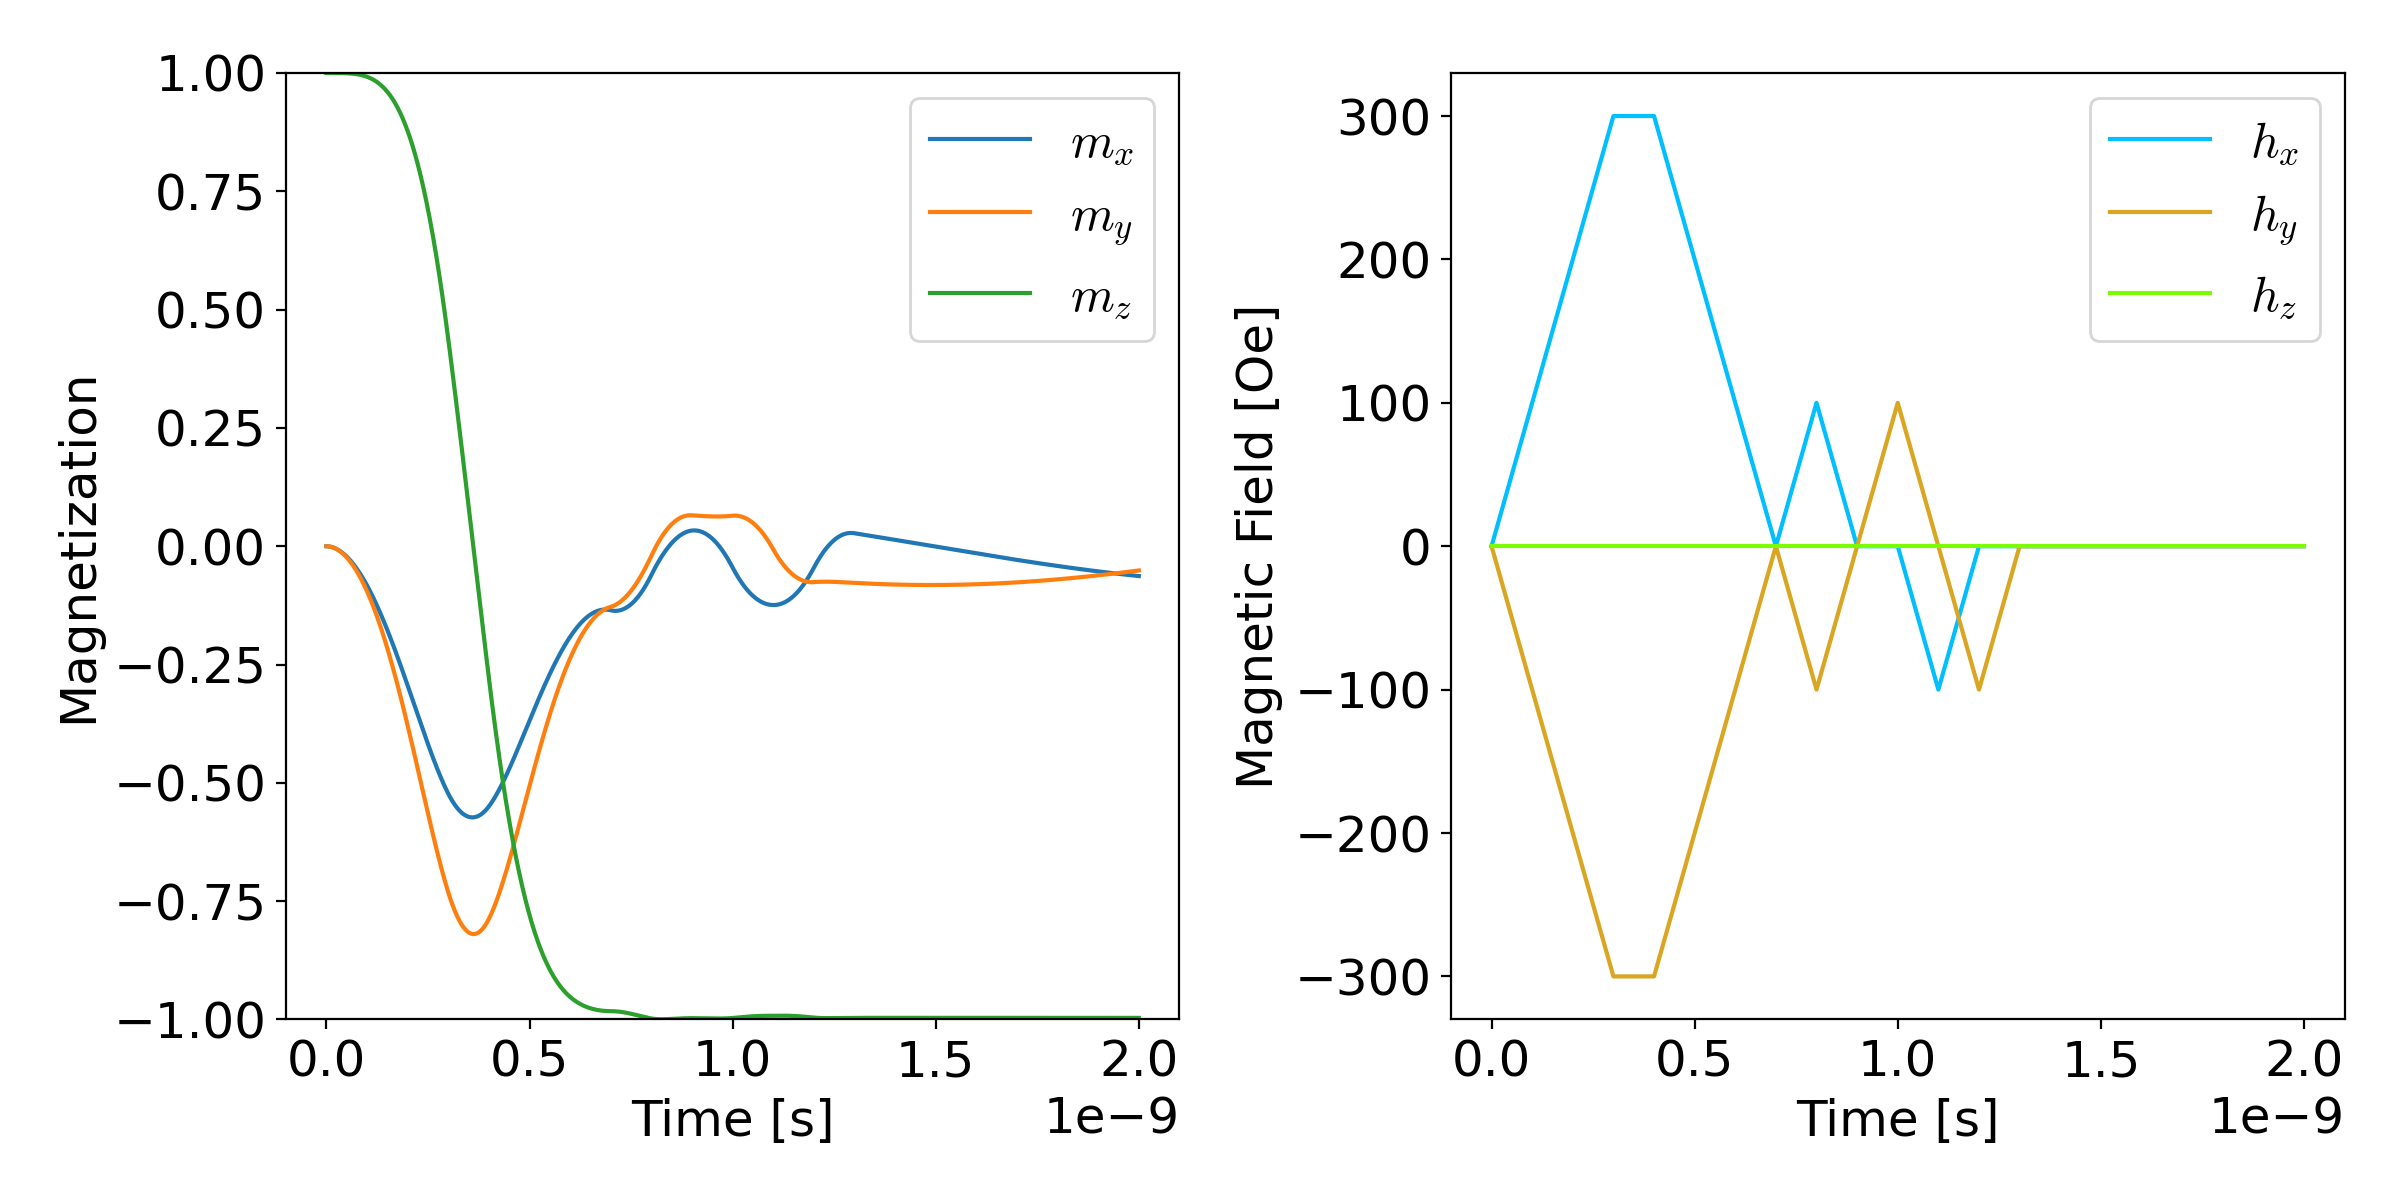 1.00
0.75
0.50
0.25
0.00
−0.25
−0.50
−0.75
−1.00
Magnetization
0.0 0.5 1.0 1.5 2.0
Time [s]
1e−9
m_x
m_y
m_z
300
200
100
0
−100
−200
−300
Magnetic Field [Oe]
0.0 0.5 1.0 1.5 2.0
Time [s]
1e−9
h_x
h_y
h_z